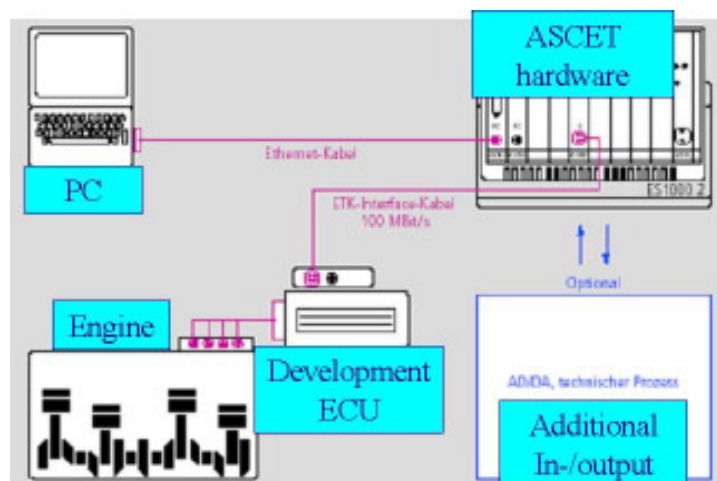 ASCET
hardware
Ethernet-Kabel
PC
ES1000.2
ETK-Interface-Kabel
100 MBit/s
Optional
Engine
Development
ECU
AD/DA, technischer Prozess
Additional
In-/output